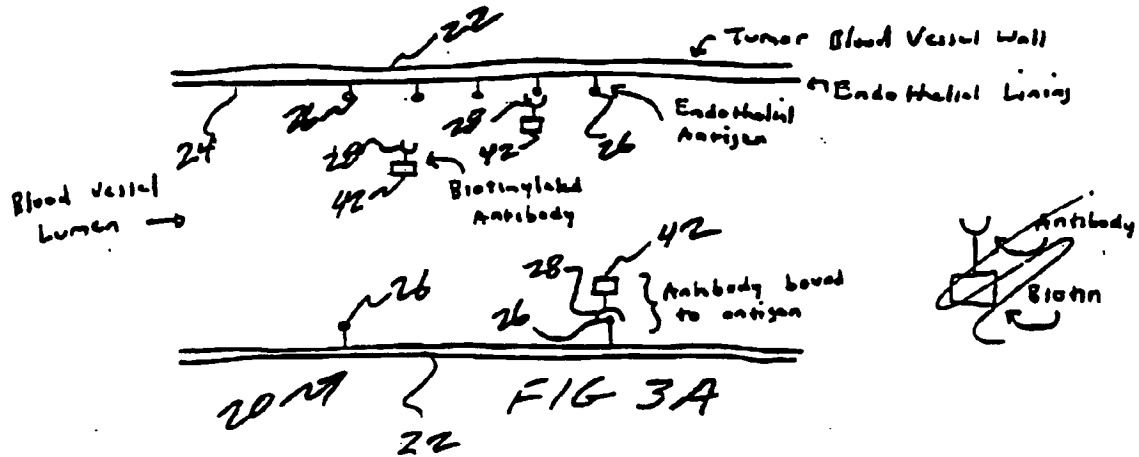 22
Tumor Blood Vessel Wall
Endothelial Lining
24
26
28
42
28
42
26
Endothelial
Antigen
Biotinylated
Antibody
Blood Vessel
Lumen
26
28
42
26
Antibody bound
to antigen
Antibody
Biotin
20
22
FIG 3A